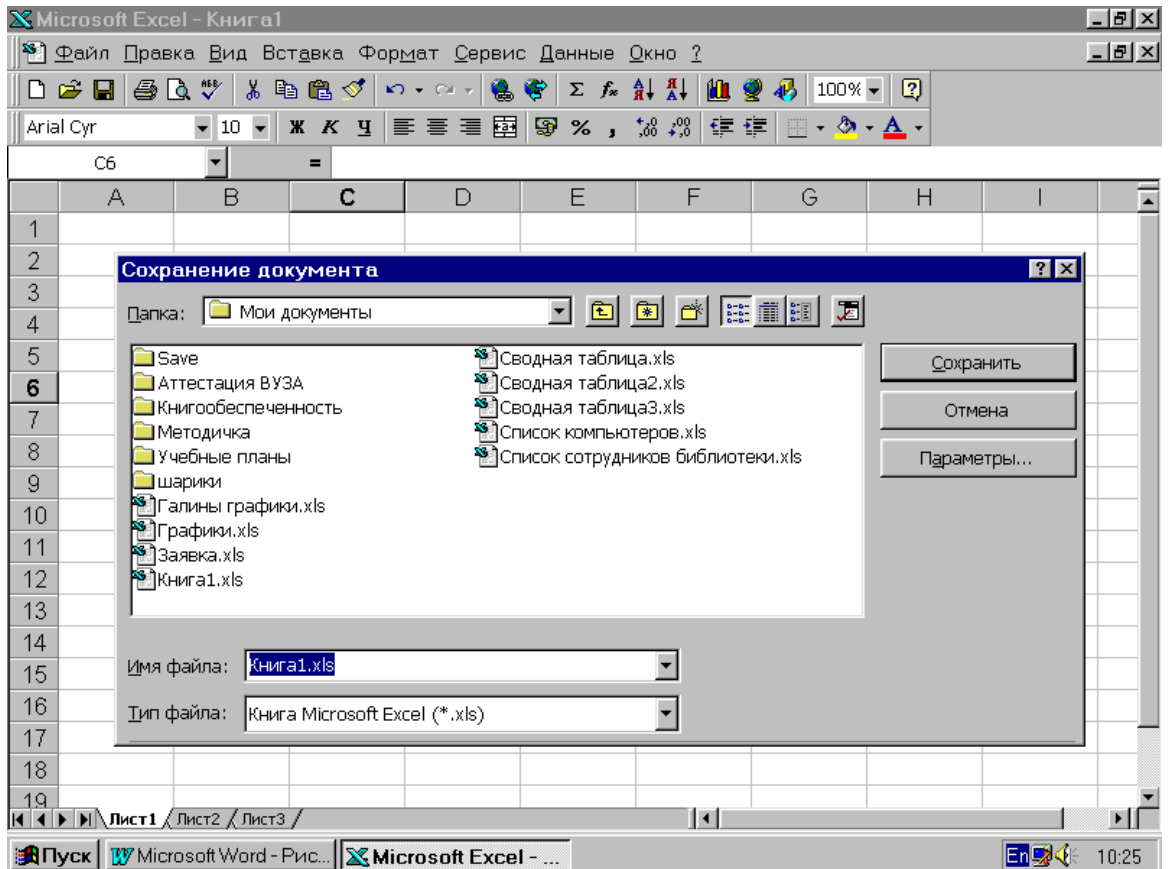 Microsoft Excel - Книга1
Файл Правка Вид Вставка Формат Сервис Данные Окно ?
100%
Arial Cyr 10 Ж К Ч % ,
C6 =
A B C D E F G H I
1
2
Сохранение документа
3
Папка: Мои документы
4
5
Save Сводная таблица.xls Сохранить
6
Аттестация ВУЗА Сводная таблица2.xls
7
Книгообеспеченность Сводная таблица3.xls Отмена
Методичка Список компьютеров.xls
8
Учебные планы Список сотрудников библиотеки.xls Параметры...
9
шарики
10
Галины графики.xls
Графики.xls
11
Заявка.xls
12
Книга1.xls
13
14
15
Имя файла: Книга1.xls
16
Тип файла: Книга Microsoft Excel (*.xls)
17
18
19
Лист1 Лист2 Лист3
Пуск Microsoft Word - Рис... Microsoft Excel - ... En 10:25